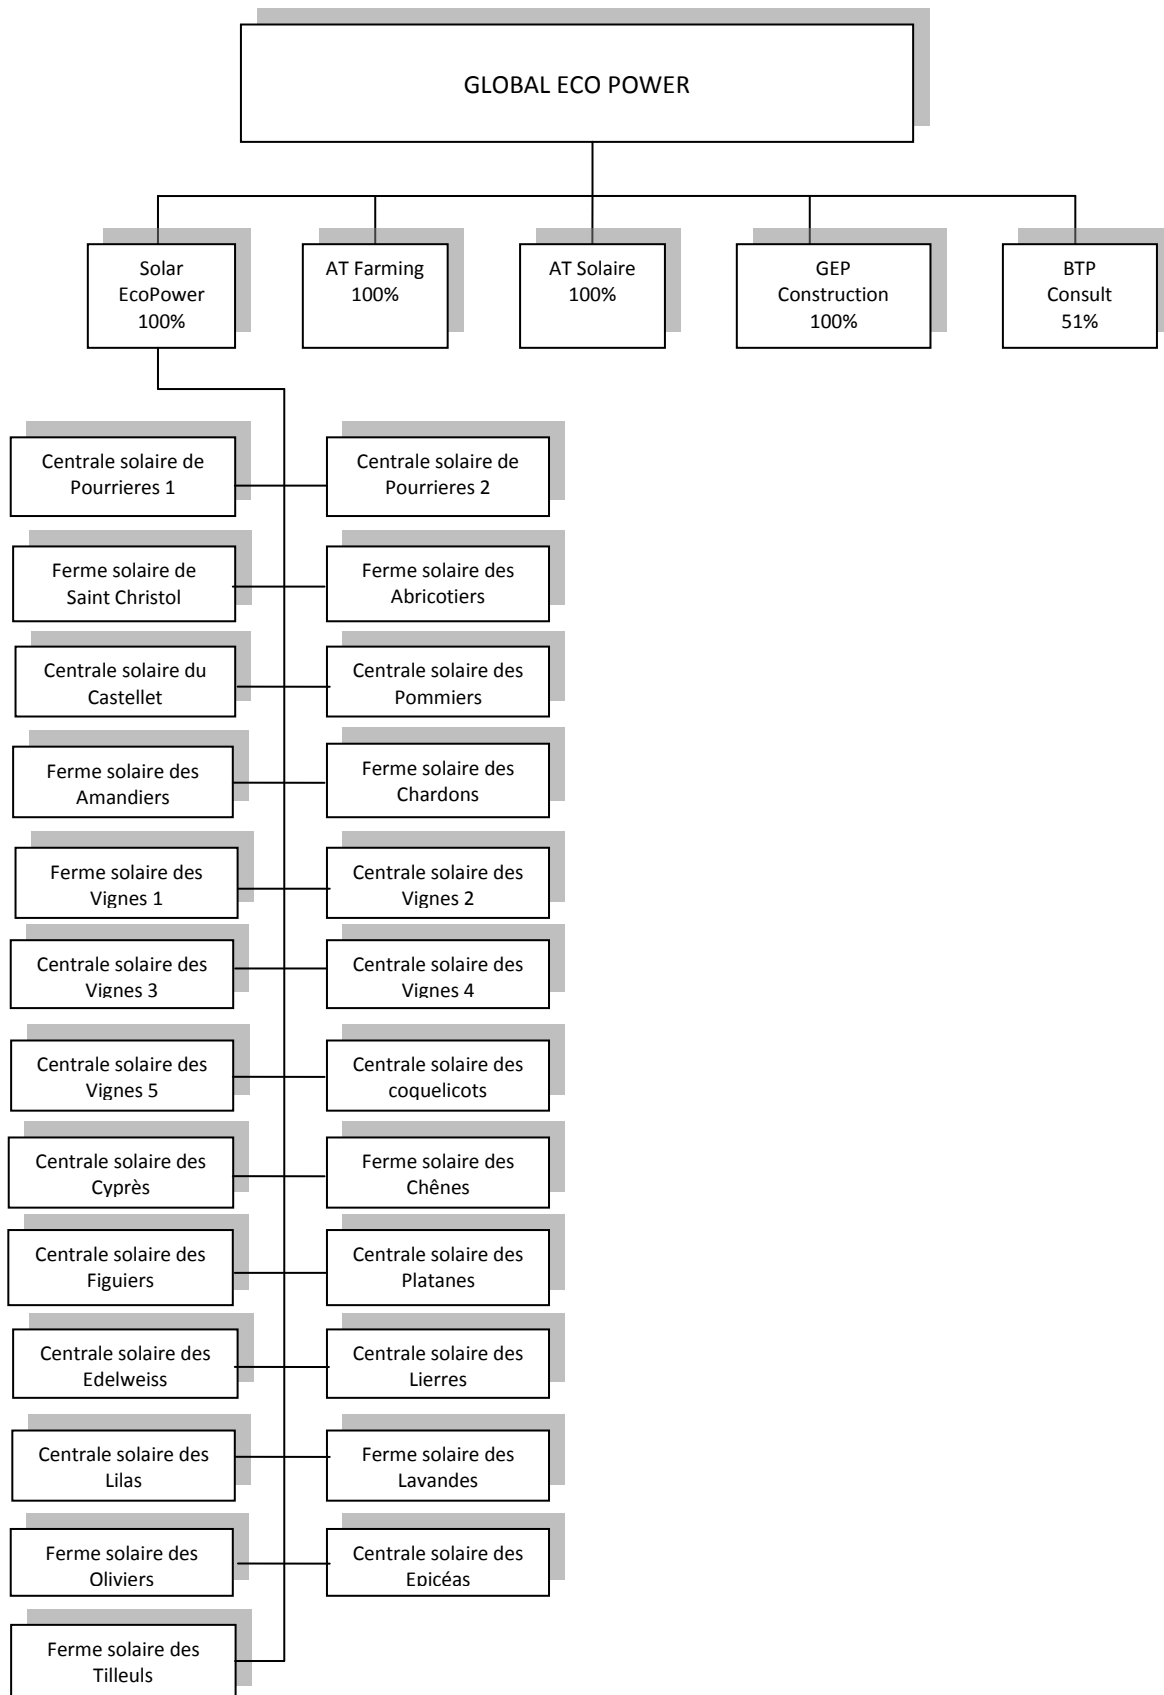 GLOBAL ECO POWER
Solar
EcoPower
100%
AT Farming
100%
AT Solaire
100%
GEP
Construction
100%
BTP
Consult
51%
Centrale solaire de
Pourrieres 1
Centrale solaire de
Pourrieres 2
Ferme solaire de
Saint Christol
Ferme solaire des
Abricotiers
Centrale solaire du
Castellet
Centrale solaire des
Pommiers
Ferme solaire des
Amandiers
Ferme solaire des
Chardons
Ferme solaire des
Vignes 1
Centrale solaire des
Vignes 2
Centrale solaire des
Vignes 3
Centrale solaire des
Vignes 4
Centrale solaire des
Vignes 5
Centrale solaire des
coquelicots
Centrale solaire des
Cyprès
Ferme solaire des
Chênes
Centrale solaire des
Figuiers
Centrale solaire des
Platanes
Centrale solaire des
Edelweiss
Centrale solaire des
Lierres
Centrale solaire des
Lilas
Ferme solaire des
Lavandes
Ferme solaire des
Oliviers
Centrale solaire des
Epicéas
Ferme solaire des
Tilleuls